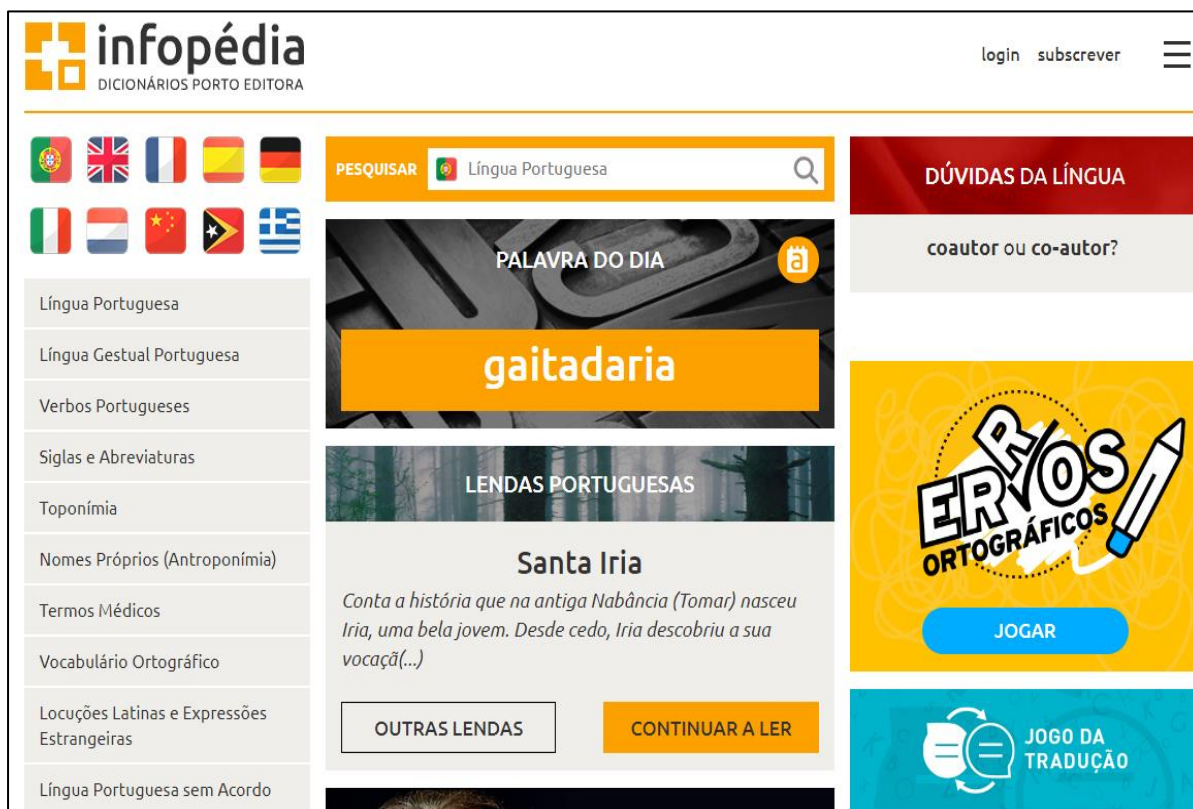 infopédia
DICIONÁRIOS PORTO EDITORA
login subscrever
PESQUISAR Língua Portuguesa
PALAVRA DO DIA
a
gaitadaria
LENDAS PORTUGUESAS
Santa Iria
Conta a história que na antiga Nabância (Tomar) nasceu
Iria, uma bela jovem. Desde cedo, Iria descobriu a sua
vocaçã(...)
OUTRAS LENDAS
CONTINUAR A LER
Língua Portuguesa
Língua Gestual Portuguesa
Verbos Portugueses
Siglas e Abreviaturas
Toponímia
Nomes Próprios (Antroponímia)
Termos Médicos
Vocabulário Ortográfico
Locuções Latinas e Expressões
Estrangeiras
Língua Portuguesa sem Acordo
DÚVIDAS DA LÍNGUA
coautor ou co-autor?
ERROS
ORTOGRÁFICOS
JOGAR
JOGO DA
TRADUÇÃO